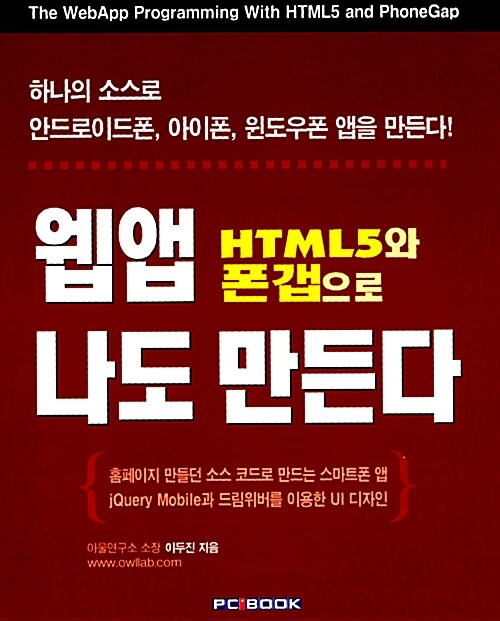 The WebApp Programming With HTML5 and PhoneGap
하나의 소스로
안드로이드폰, 아이폰, 윈도우폰 앱을 만든다!
웹앱 HTML5와
폰갭으로
나도 만든다
홈페이지 만들던 소스 코드로 만드는 스마트폰 앱
jQuery Mobile과 드림위버를 이용한 UI 디자인
아울연구소 소장 이두진 지음
www.owllab.com
PC BOOK